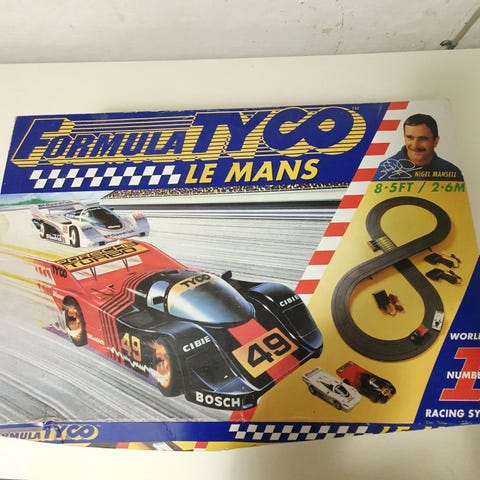 FORMULA TYCO™
LE MANS
NIGEL MANSELL
8·5FT / 2·6M
TYCO
49
49
CIBIE
CIBIE
BOSCH
WORLD
NUMBE
RACING SY
FORMULA TYCO